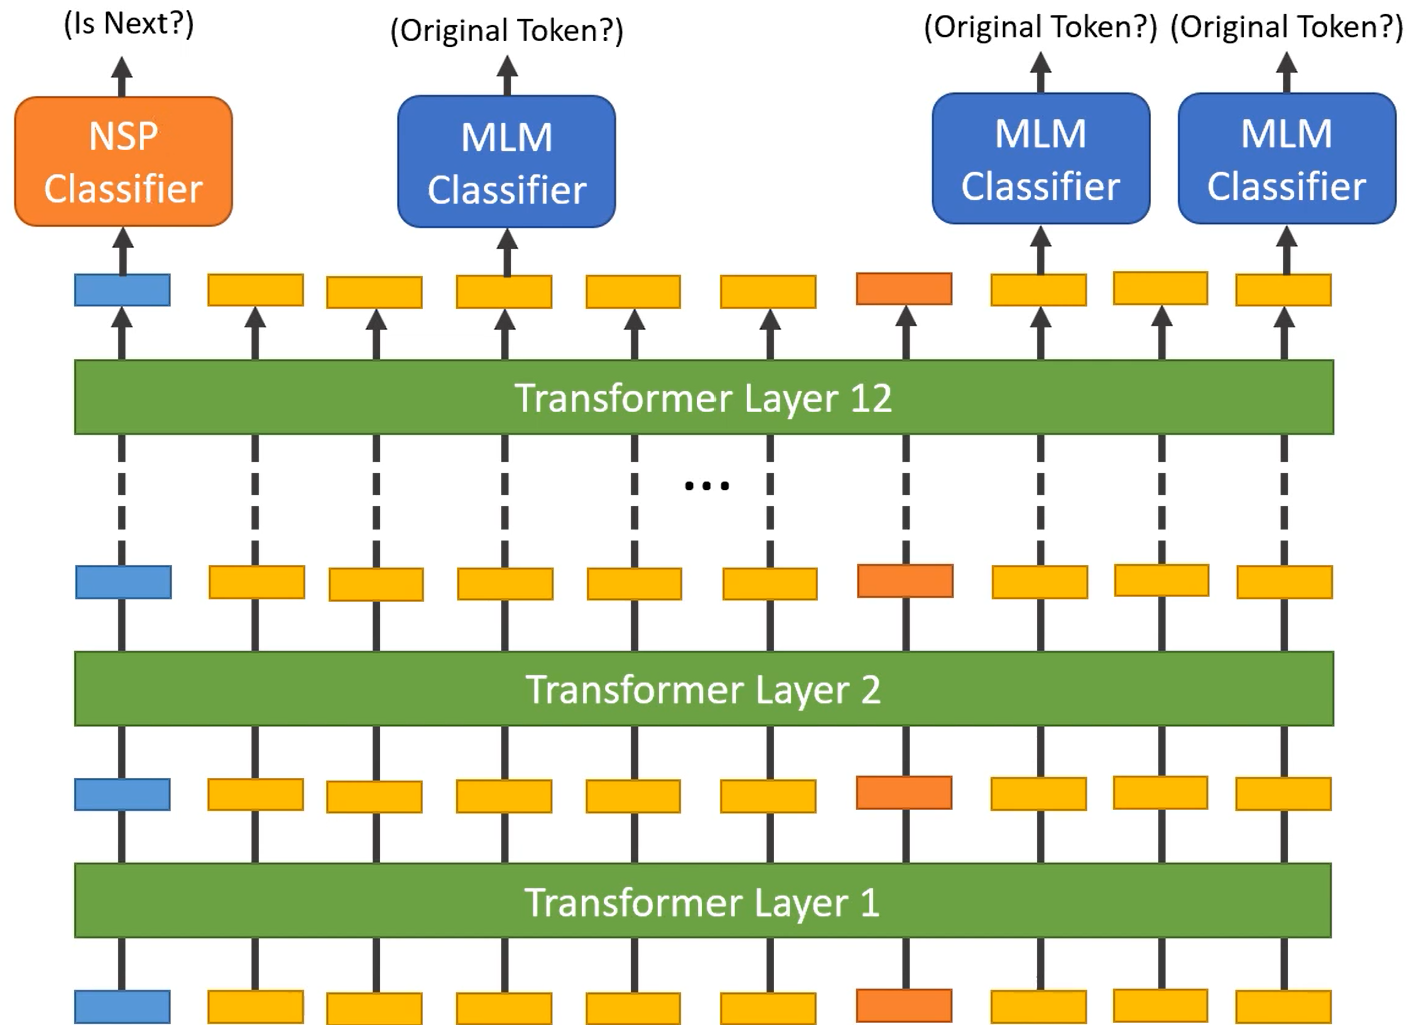 (Is Next?)
(Original Token?)
(Original Token?)
(Original Token?)
NSP
Classifier
MLM
Classifier
MLM
Classifier
MLM
Classifier
Transformer Layer 12
...
Transformer Layer 2
Transformer Layer 1